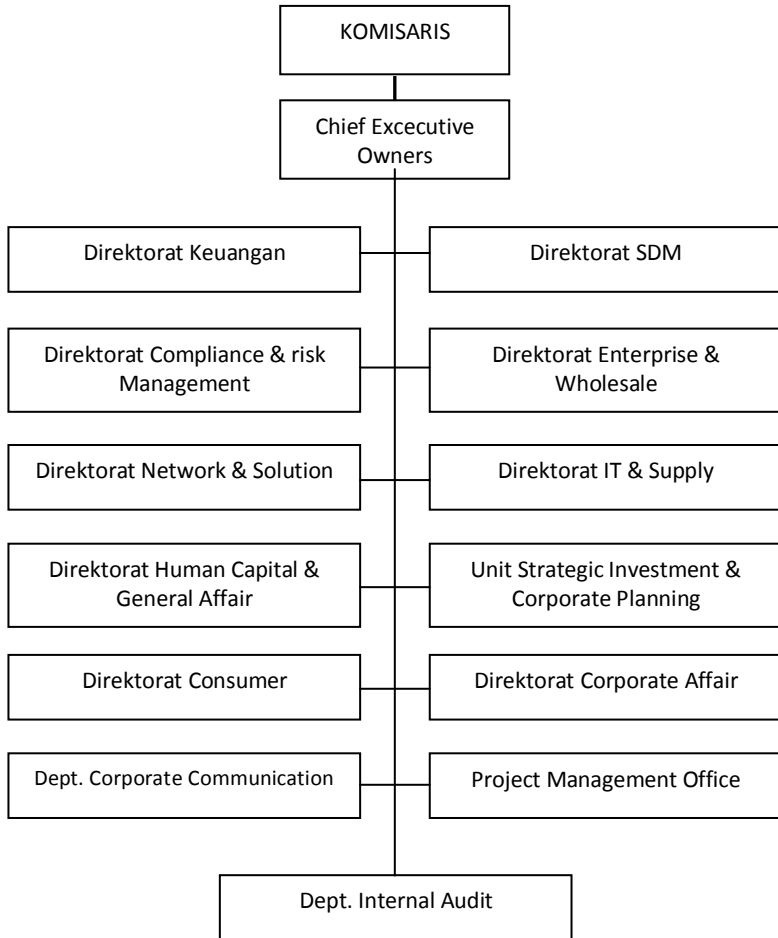 KOMISARIS
Chief Excecutive
Owners
Direktorat Keuangan
Direktorat SDM
Direktorat Compliance & risk
Management
Direktorat Enterprise &
Wholesale
Direktorat Network & Solution
Direktorat IT & Supply
Direktorat Human Capital &
General Affair
Unit Strategic Investment &
Corporate Planning
Direktorat Consumer
Direktorat Corporate Affair
Dept. Corporate Communication
Project Management Office
Dept. Internal Audit